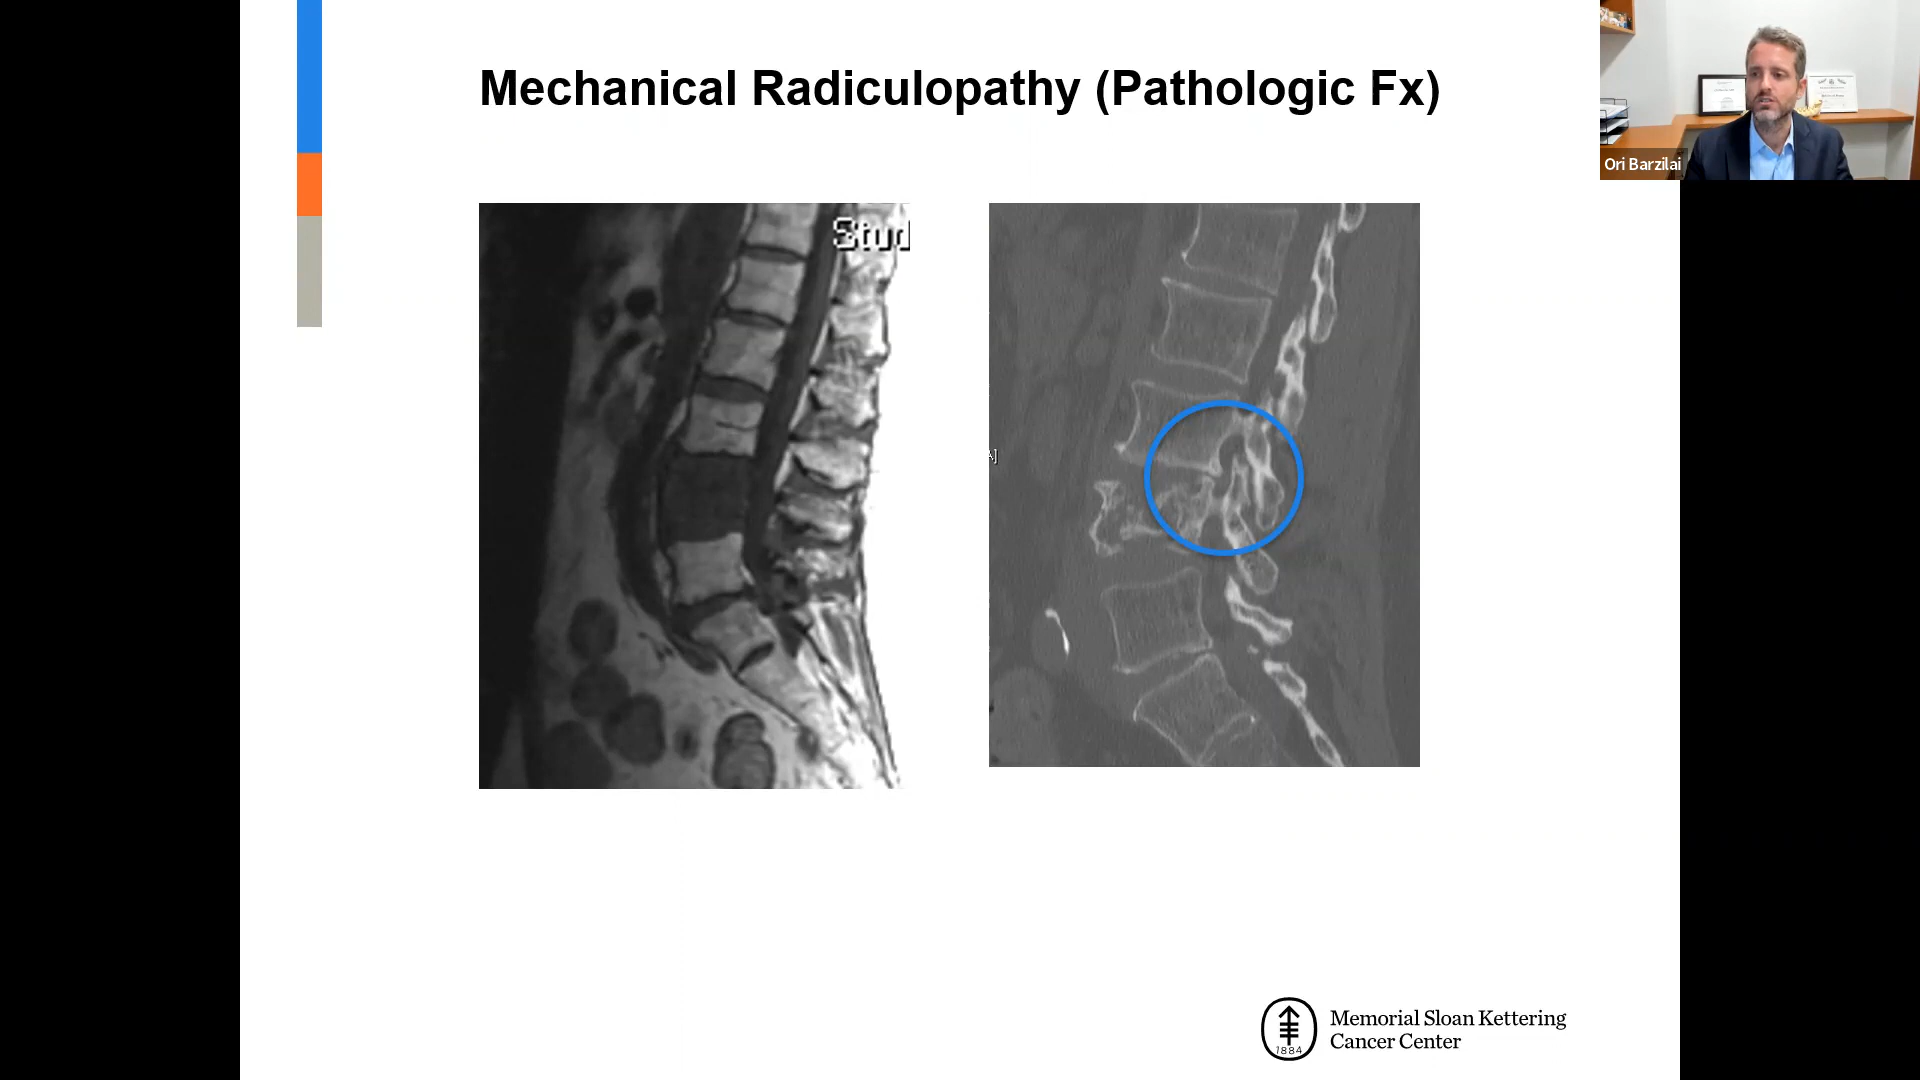 Mechanical Radiculopathy (Pathologic Fx)
Ori Barzilai
Stud
A]
1884
Memorial Sloan Kettering
Cancer Center